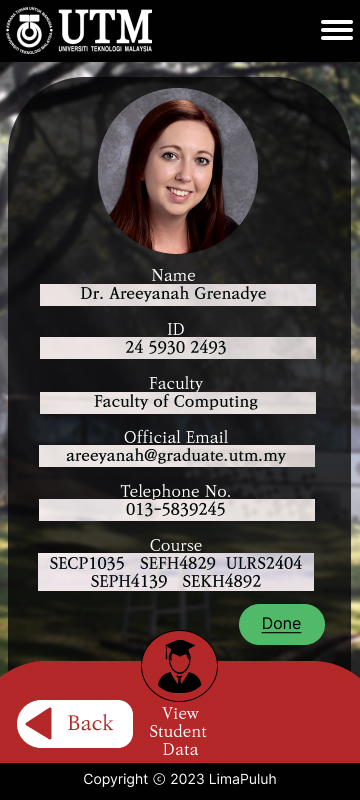 UTM
UNIVERSITI TEKNOLOGI MALAYSIA
Name
Dr. Areeyanah Grenadye
ID
24 5930 2493
Faculty
Faculty of Computing
Official Email
areeyanah@graduate.utm.my
Telephone No.
013-5839245
Course
SECP1035 SEFH4829 ULRS2404
SEPH4139 SEKH4892
Done
Back
View
Student
Data
Copyright © 2023 LimaPuluh